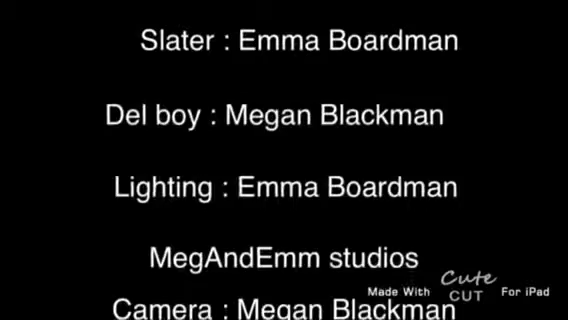 Slater : Emma Boardman
Del boy : Megan Blackman
Lighting : Emma Boardman
MegAndEmm studios
Made With Cute CUT For iPad
Camera : Megan Blackman